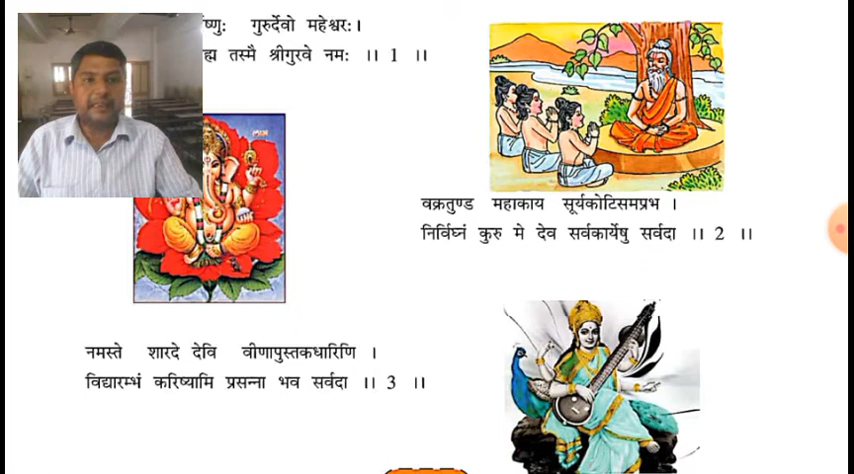 ष्णुः गुरुर्देवो महेश्वरः।
ह्म तस्मै श्रीगुरवे नमः ।। 1 ।।
वक्रतुण्ड महाकाय सूर्यकोटिसमप्रभ ।
निर्विघ्नं कुरु मे देव सर्वकार्येषु सर्वदा ।। 2 ।।
नमस्ते शारदे देवि वीणापुस्तकधारिणि ।
विद्यारम्भं करिष्यामि प्रसन्ना भव सर्वदा ।। 3 ।।